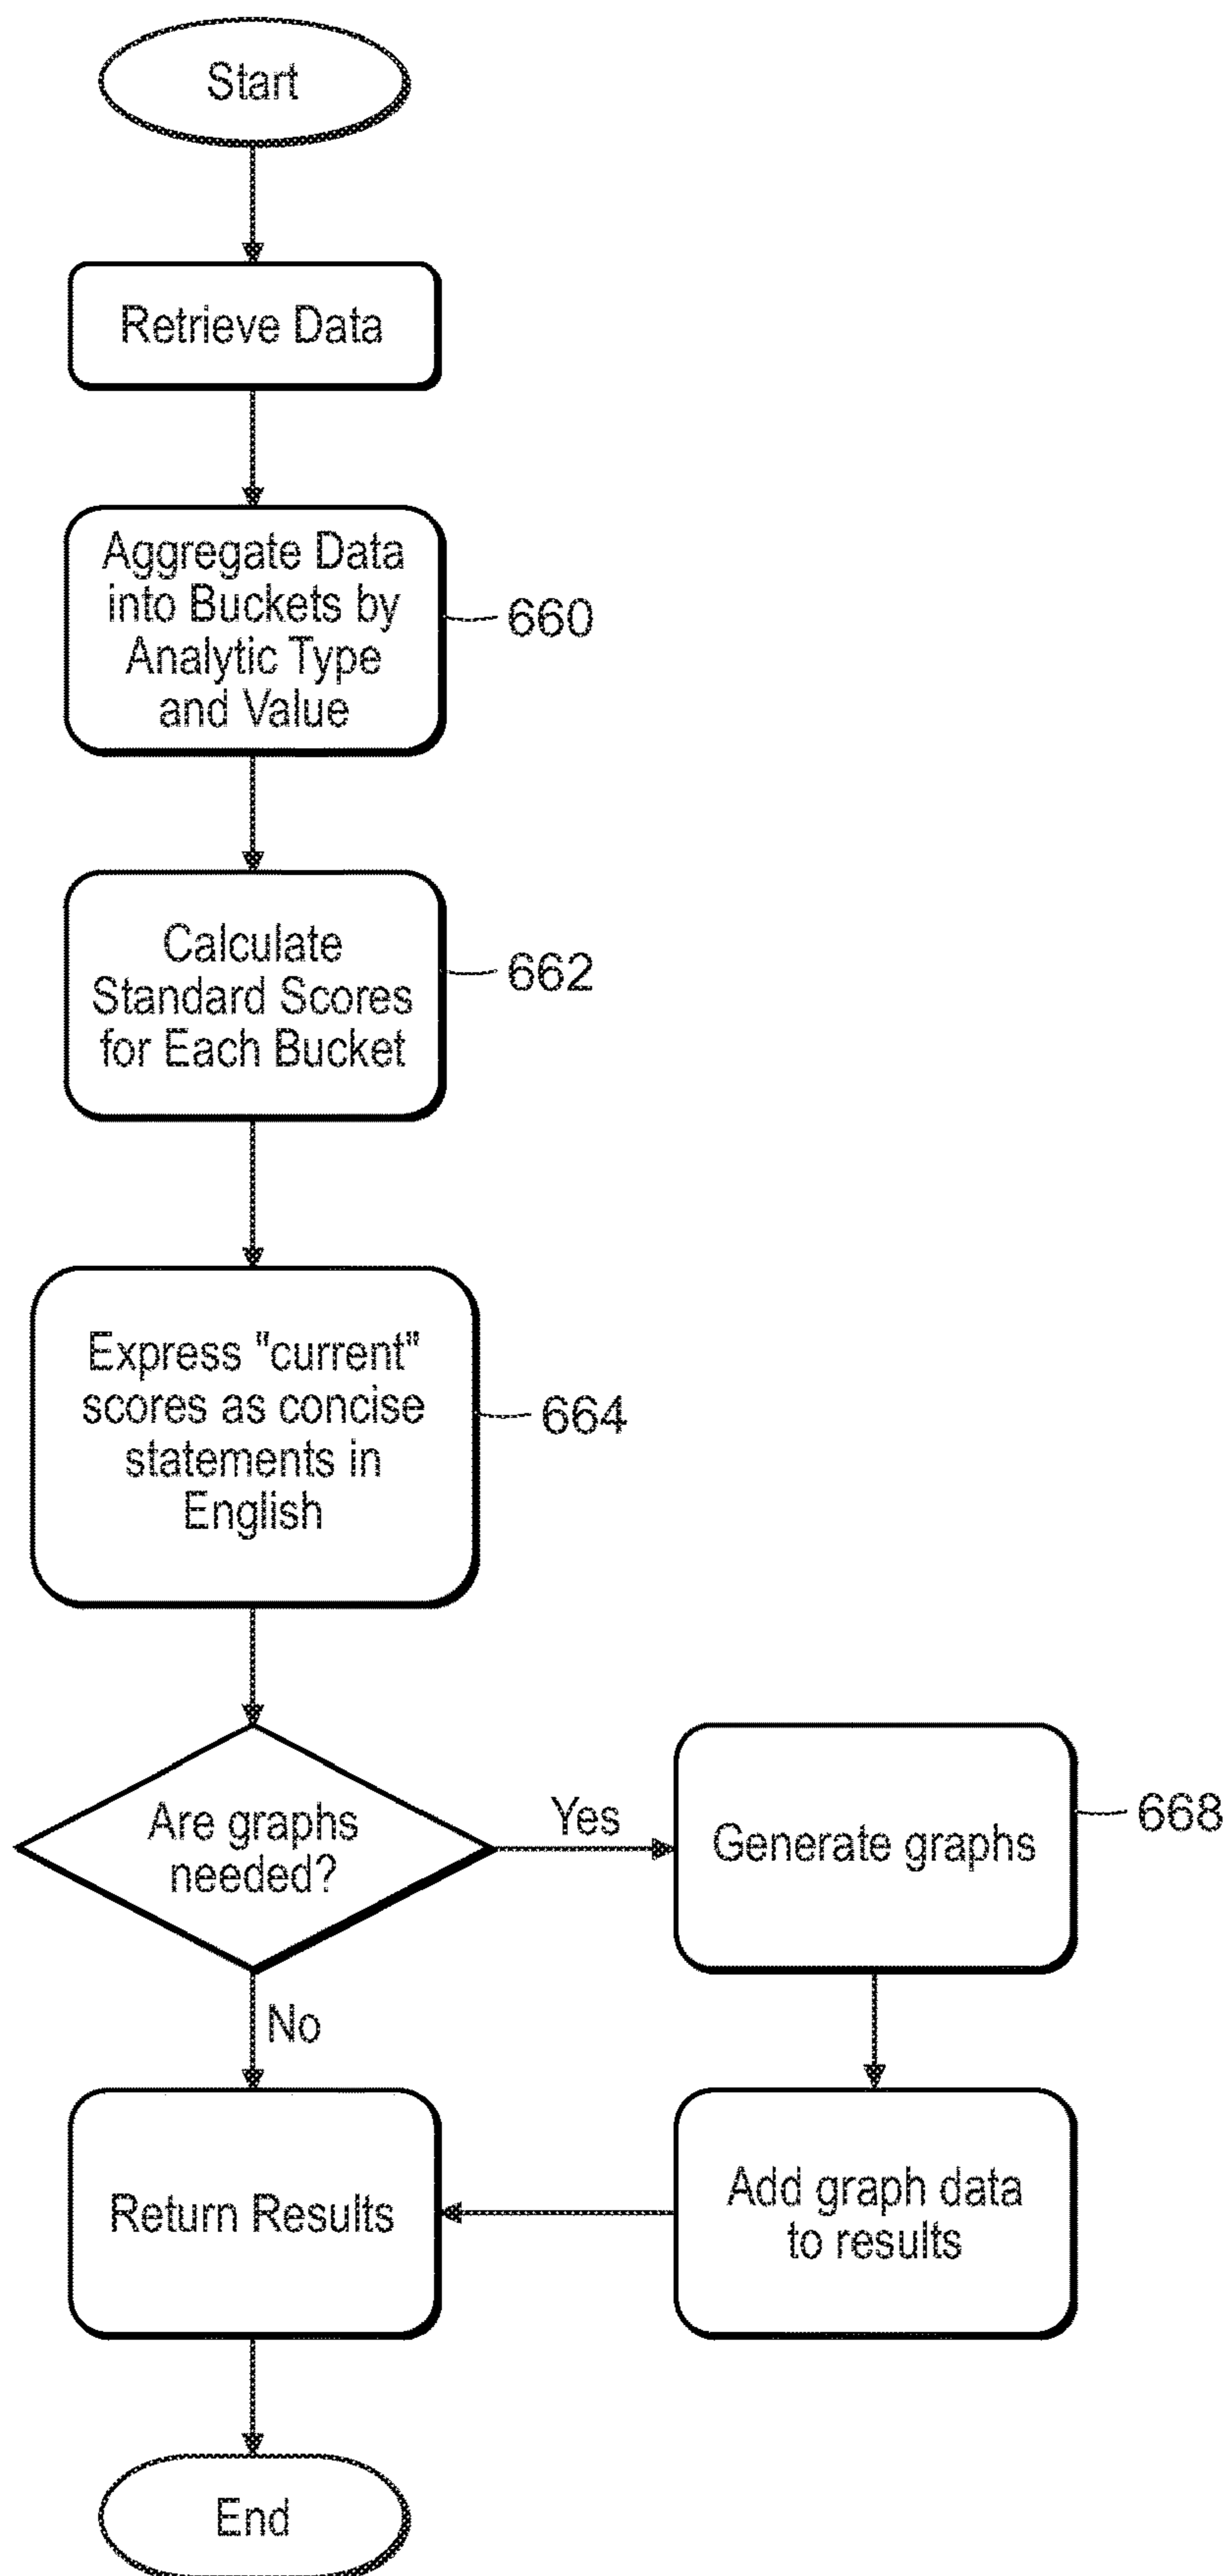 Start
Retrieve Data
Aggregate Data
into Buckets by
Analytic Type
and Value
660
Calculate
Standard Scores
for Each Bucket
662
Express "current"
scores as concise
statements in
English
664
Are graphs
needed?
Yes
Generate graphs
668
No
Return Results
Add graph data
to results
End